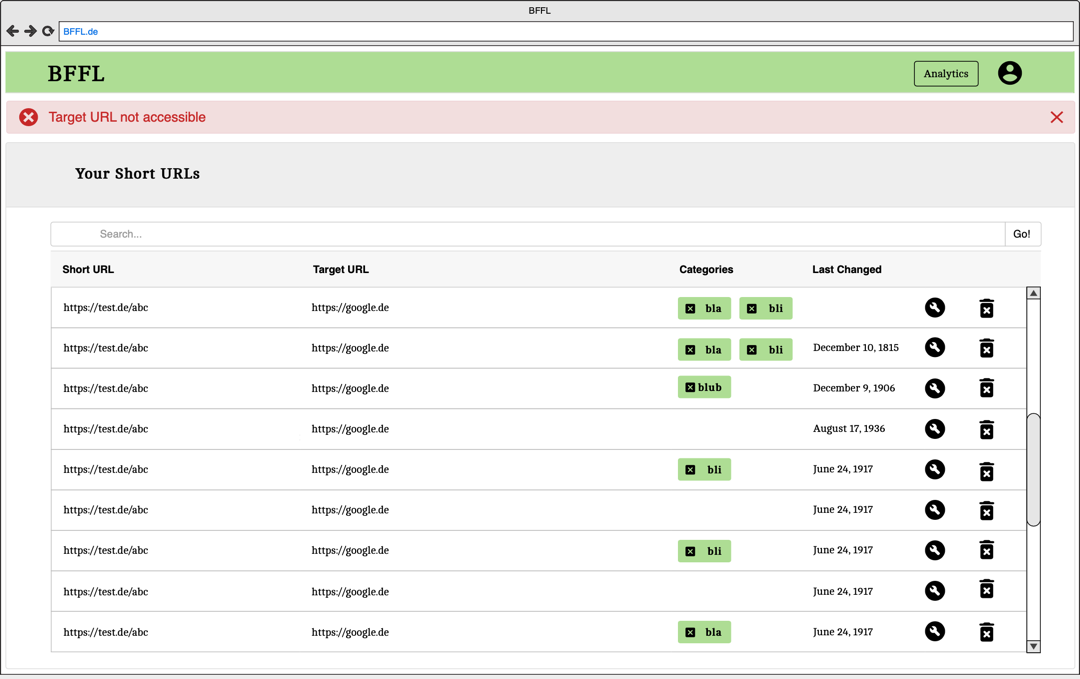 BFFL
BFFL.de
BFFL Analytics
Target URL not accessible
Your Short URLs
Search... Go!
Short URL Target URL Categories Last Changed
https://test.de/abc https://google.de bla bli
https://test.de/abc https://google.de bla bli December 10, 1815
https://test.de/abc https://google.de blub December 9, 1906
https://test.de/abc https://google.de August 17, 1936
https://test.de/abc https://google.de bli June 24, 1917
https://test.de/abc https://google.de June 24, 1917
https://test.de/abc https://google.de bli June 24, 1917
https://test.de/abc https://google.de June 24, 1917
https://test.de/abc https://google.de bla June 24, 1917